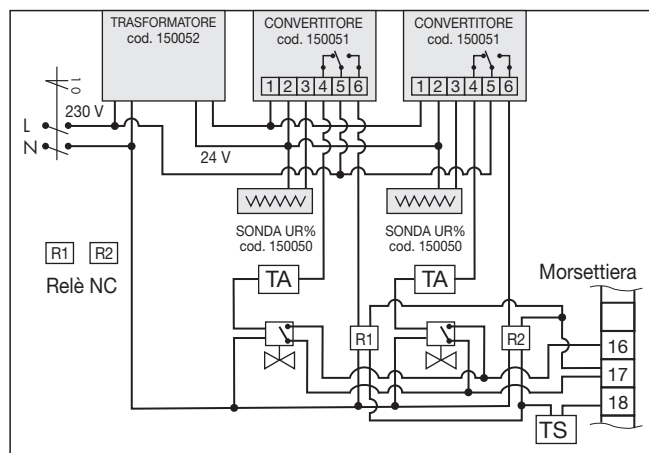 TRASFORMATORE
cod. 150052
CONVERTITORE
cod. 150051
1 2 3 4 5 6
CONVERTITORE
cod. 150051
1 2 3 4 5 6
1 0
230 V
L
N
24 V
SONDA UR%
cod. 150050
SONDA UR%
cod. 150050
R1 R2
Relè NC
TA
TA
Morsettiera
R1
R2
16
17
18
TS